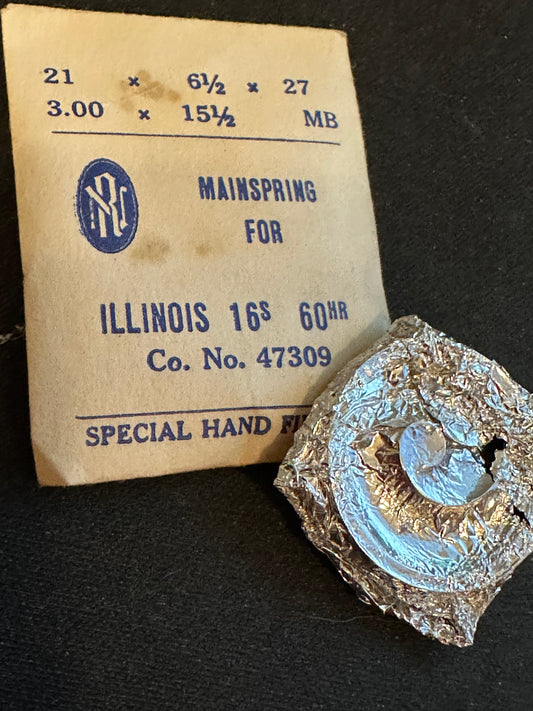 21 × 6½ × 27
3.00 × 15½ MB
MAINSPRING
FOR
ILLINOIS 16S 60HR
Co. No. 47309
SPECIAL HAND